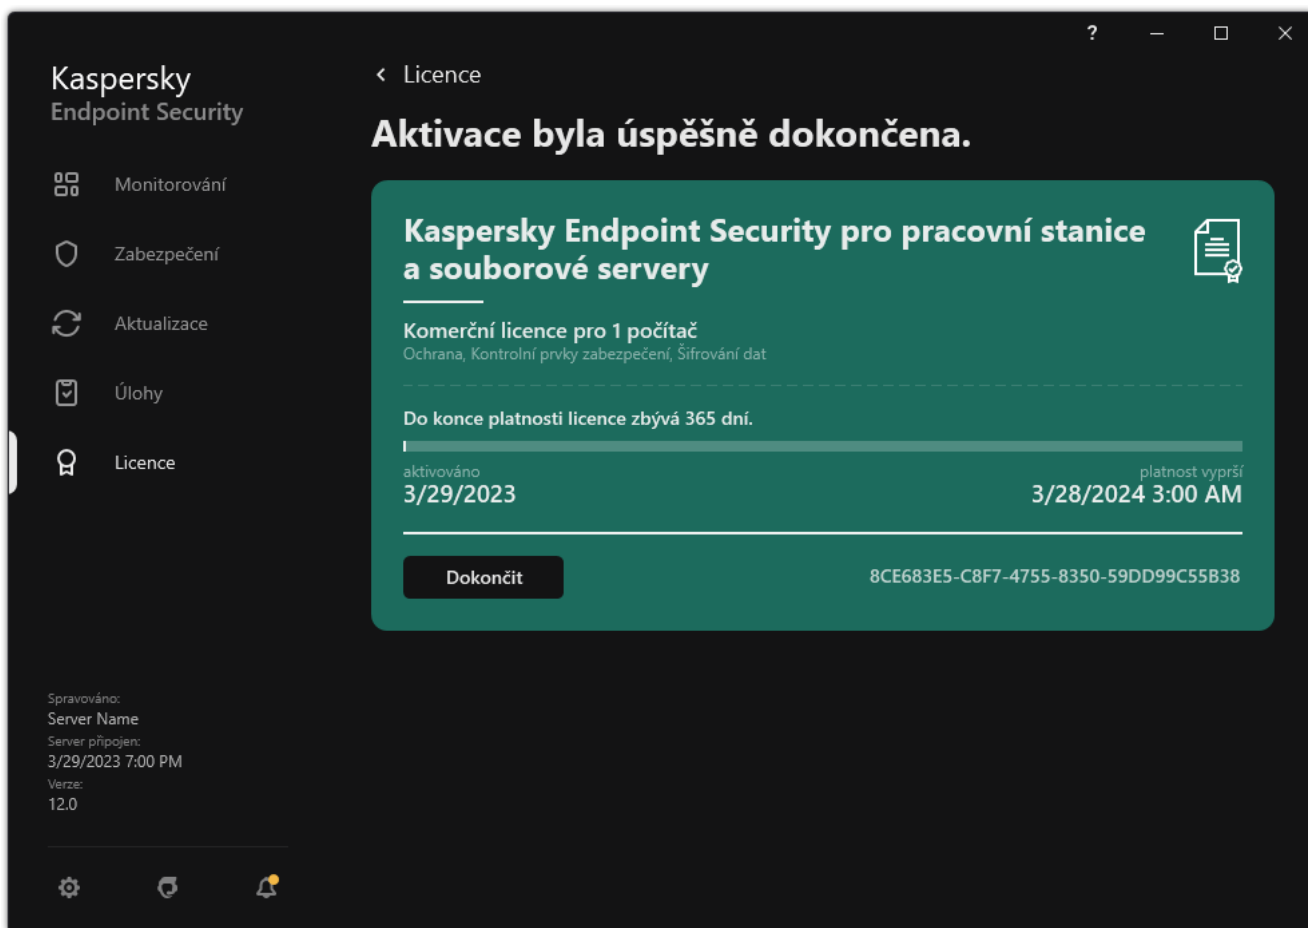 ?
Kaspersky
Endpoint Security
Monitorování
Zabezpečení
Aktualizace
Úlohy
Licence
Spravováno:
Server Name
Server připojen:
3/29/2023 7:00 PM
Verze:
12.0
Licence
Aktivace byla úspěšně dokončena.
Kaspersky Endpoint Security pro pracovní stanice
a souborové servery
Komerční licence pro 1 počítač
Ochrana, Kontrolní prvky zabezpečení, Šifrování dat
Do konce platnosti licence zbývá 365 dní.
aktivováno
3/29/2023
platnost vyprší
3/28/2024 3:00 AM
Dokončit
8CE683E5-C8F7-4755-8350-59DD99C55B38